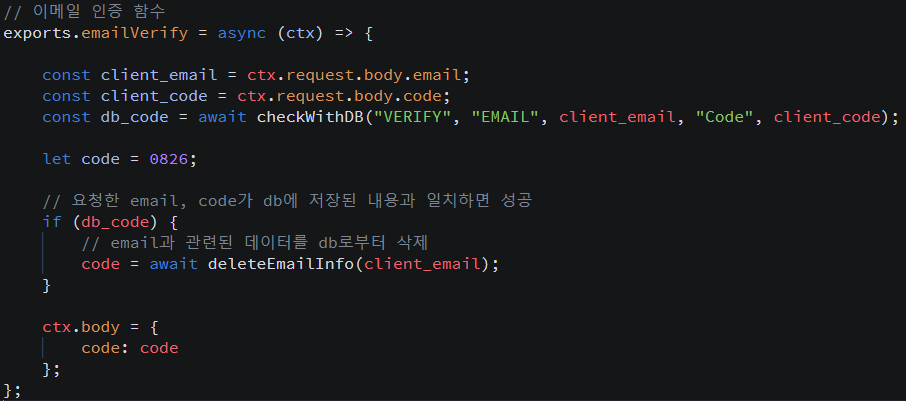 // 이메일 인증 함수
exports.emailVerify = async (ctx) => {
const client_email = ctx.request.body.email;
const client_code = ctx.request.body.code;
const db_code = await checkWithDB("VERIFY", "EMAIL", client_email, "Code", client_code);
let code = 0826;
// 요청한 email, code가 db에 저장된 내용과 일치하면 성공
if (db_code) {
// email과 관련된 데이터를 db로부터 삭제
code = await deleteEmailInfo(client_email);
}
ctx.body = {
code: code
};
};